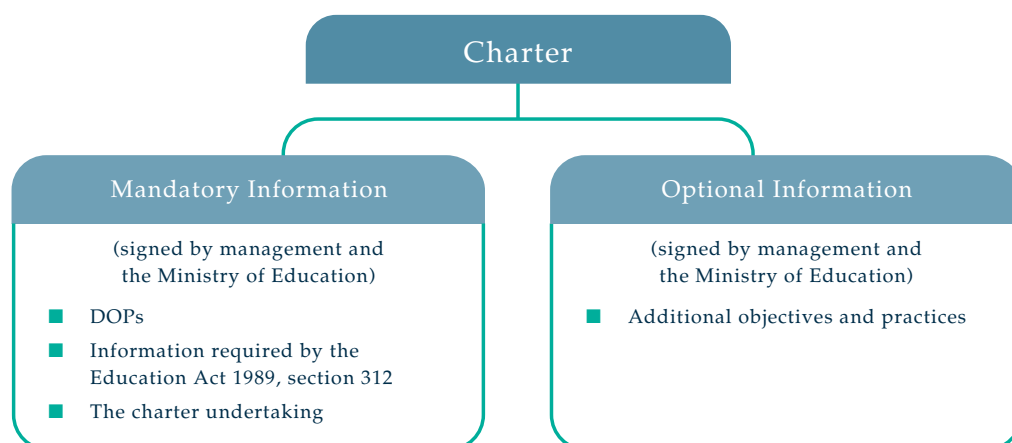 Charter
Mandatory Information
(signed by management and
the Ministry of Education)
DOPs
Information required by the
Education Act 1989, section 312
The charter undertaking
Optional Information
(signed by management and
the Ministry of Education)
Additional objectives and practices